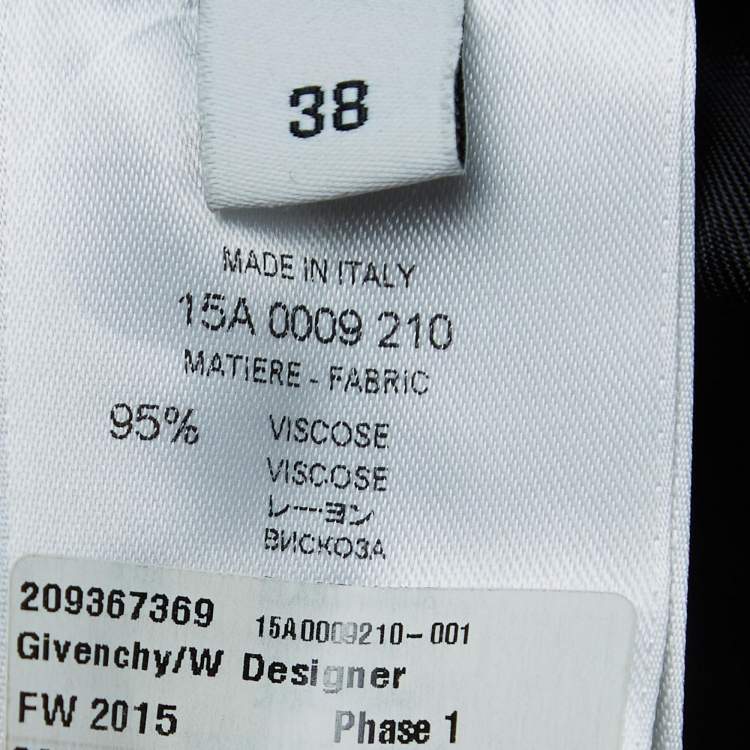 38
MADE IN ITALY
15A 0009 210
MATIERE - FABRIC
95% VISCOSE
VISCOSE
レーヨン
ВИСКОЗА
209367369 15A0009210-001
Givenchy/W Designer
FW 2015 Phase 1